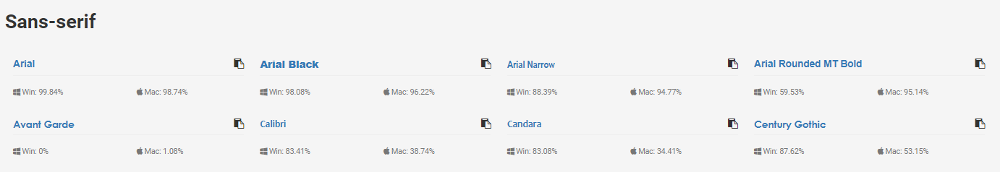 Sans-serif
Arial
Arial Black
Arial Narrow
Arial Rounded MT Bold
Win: 99.84% Mac: 98.74%
Win: 98.08% Mac: 96.22%
Win: 88.39% Mac: 94.77%
Win: 59.53% Mac: 95.14%
Avant Garde
Calibri
Candara
Century Gothic
Win: 0% Mac: 1.08%
Win: 83.41% Mac: 38.74%
Win: 83.08% Mac: 34.41%
Win: 87.62% Mac: 53.15%